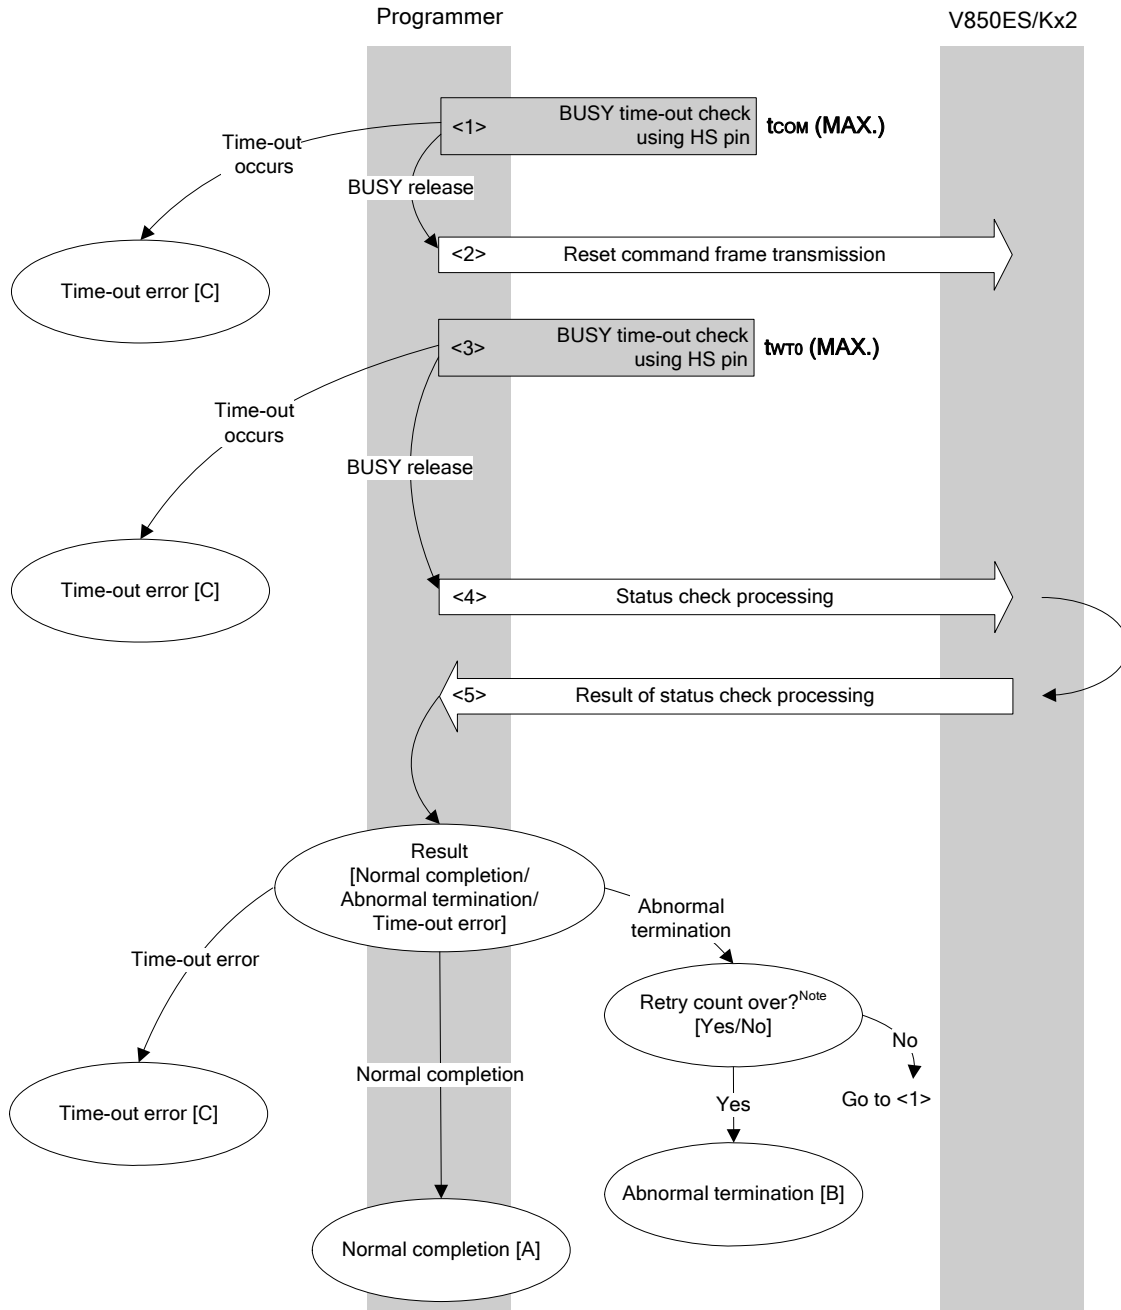 Programmer
V850ES/Kx2
<1>
BUSY time-out check
using HS pin
tCOM (MAX.)
Time-out
occurs
BUSY release
<2>
Reset command frame transmission
Time-out error [C]
<3>
BUSY time-out check
using HS pin
tWT0 (MAX.)
Time-out
occurs
BUSY release
Time-out error [C]
<4>
Status check processing
<5>
Result of status check processing
Result
[Normal completion/
Abnormal termination/
Time-out error]
Abnormal
termination
Time-out error
Retry count over?Note
[Yes/No]
No
Go to <1>
Normal completion
Yes
Time-out error [C]
Abnormal termination [B]
Normal completion [A]